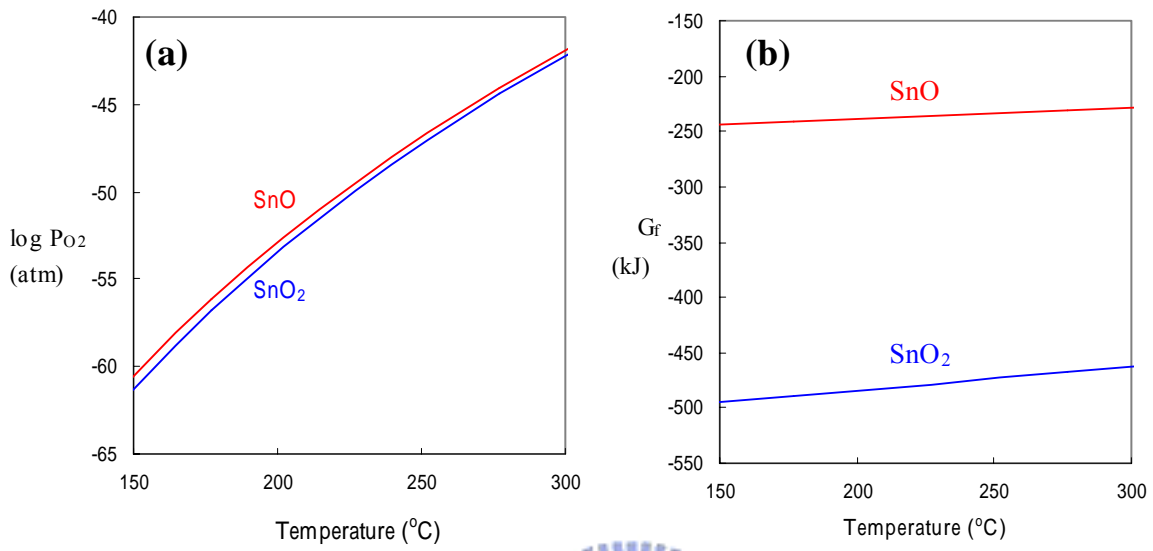 (a)
-40
-45
-50
-55
-60
-65
log PO2
(atm)
SnO
SnO2
150
200
250
300
Temperature (oC)
(b)
-150
-200
-250
-300
-350
-400
-450
-500
-550
Gf
(kJ)
SnO
SnO2
150
200
250
300
Temperature (oC)